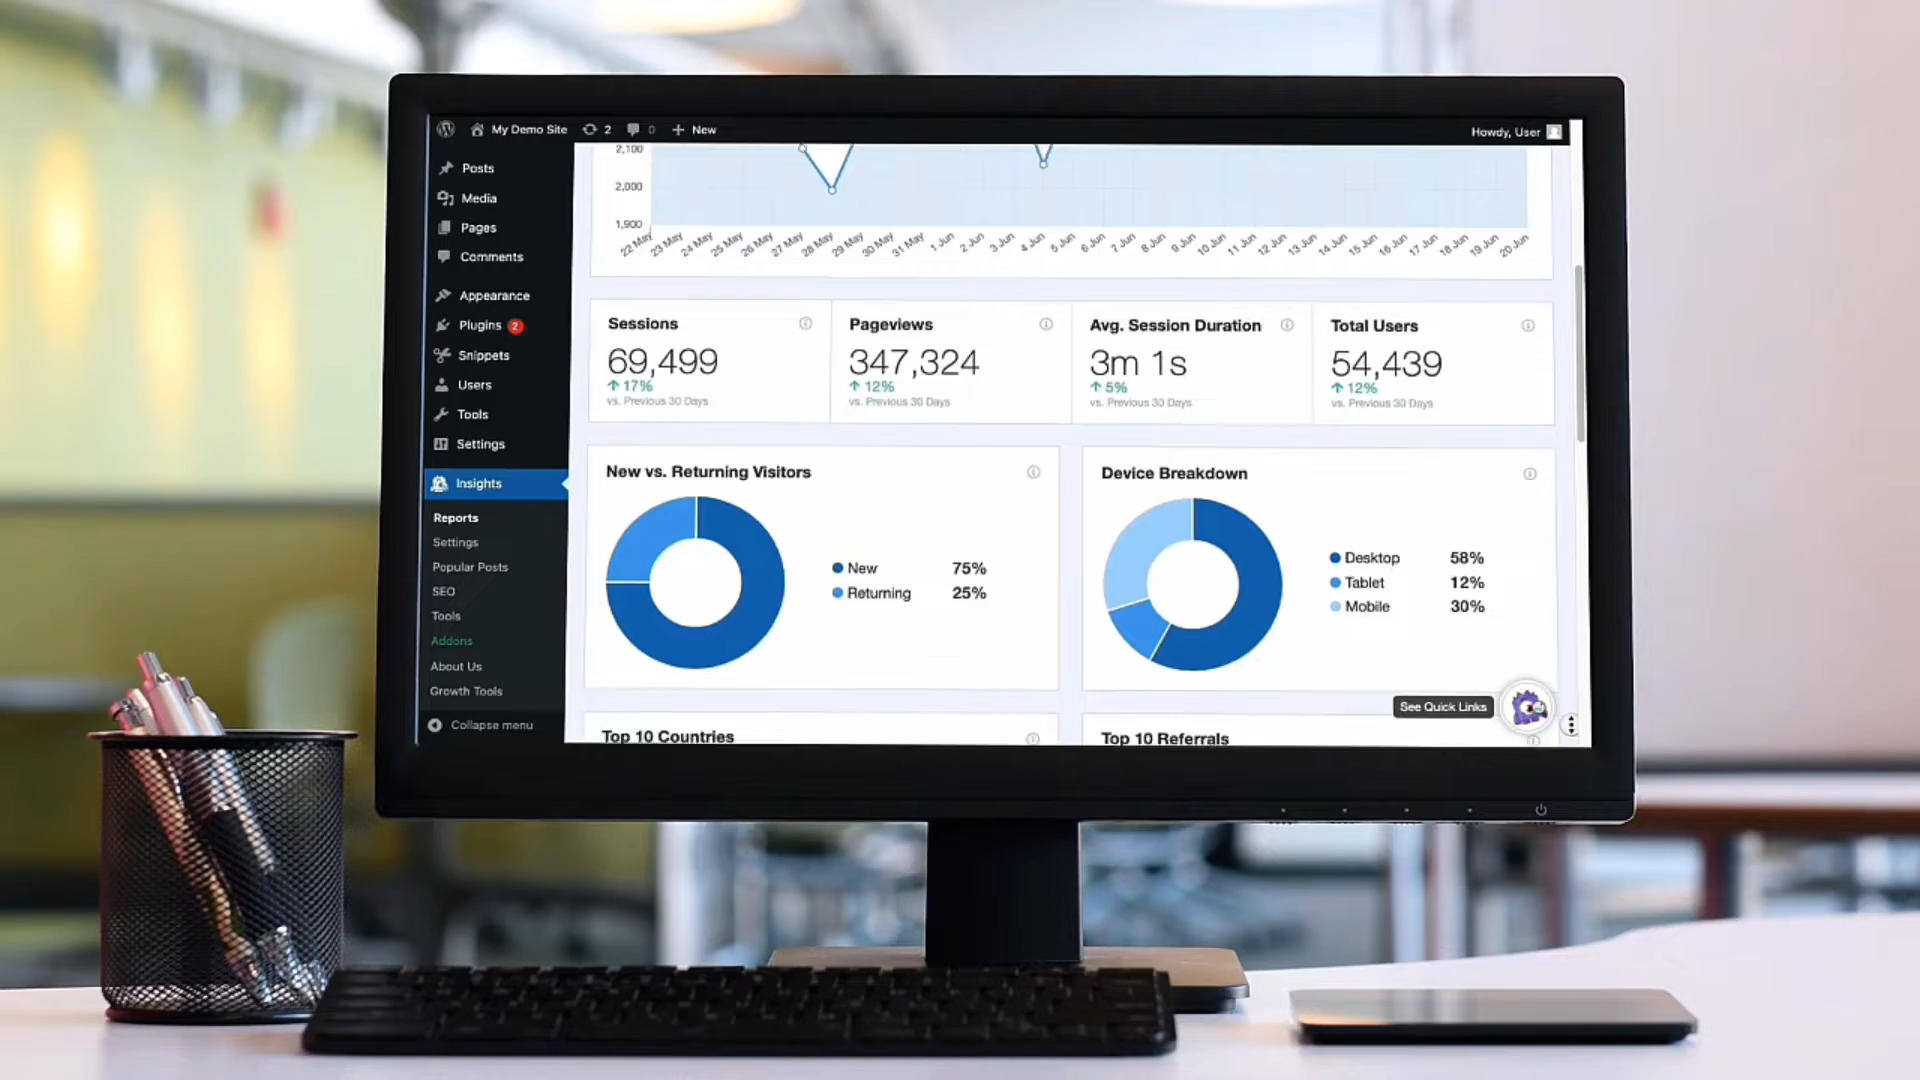 My Demo Site 2 0 New
Howdy, User
Posts
Media
Pages
Comments
Appearance
Plugins 2
Snippets
Users
Tools
Settings
Insights
Reports
Settings
Popular Posts
SEO
Tools
Addons
About Us
Growth Tools
Collapse menu
2,100
2,000
1,900
22 May 23 May 24 May 25 May 26 May 27 May 28 May 29 May 30 May 31 May 1 Jun 2 Jun 3 Jun 4 Jun 5 Jun 6 Jun 7 Jun 8 Jun 9 Jun 10 Jun 11 Jun 12 Jun 13 Jun 14 Jun 15 Jun 16 Jun 17 Jun 18 Jun 19 Jun 20 Jun
Sessions
69,499
17%
vs. Previous 30 Days
Pageviews
347,324
12%
vs. Previous 30 Days
Avg. Session Duration
3m 1s
5%
vs. Previous 30 Days
Total Users
54,439
12%
vs. Previous 30 Days
New vs. Returning Visitors
New 75%
Returning 25%
Device Breakdown
Desktop 58%
Tablet 12%
Mobile 30%
See Quick Links
Top 10 Countries
Top 10 Referrals